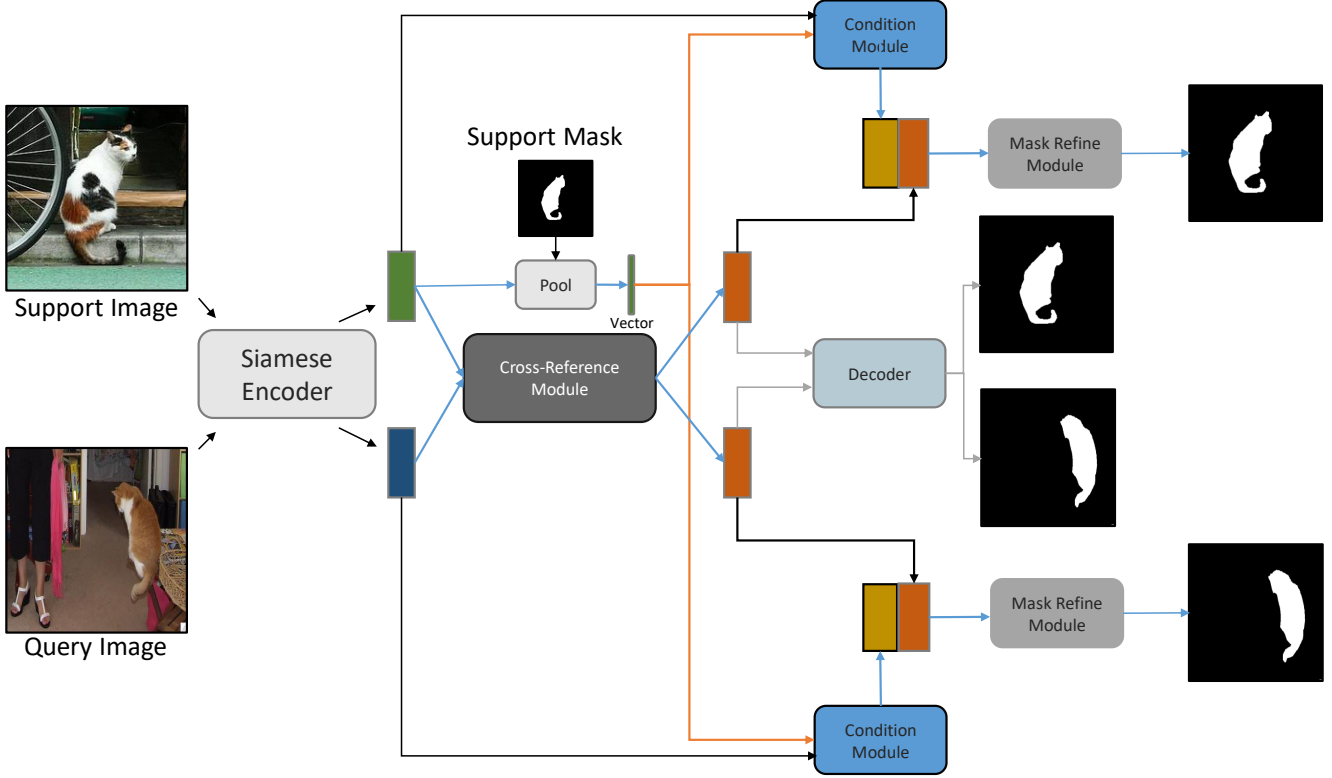 Condition
Module
Support Mask
Mask Refine
Module
Support Image
Pool
Vector
Siamese
Encoder
Cross-Reference
Module
Decoder
Query Image
Mask Refine
Module
Condition
Module